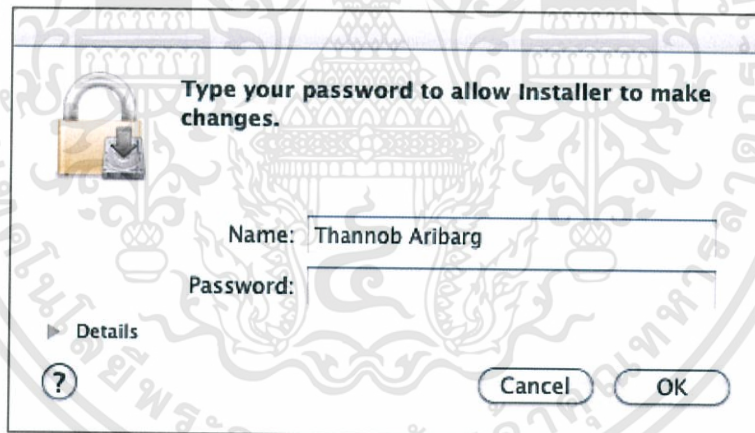 Type your password to allow Installer to make
changes.
Name: Thannob Aribarg
Password:
Details
?
Cancel
OK